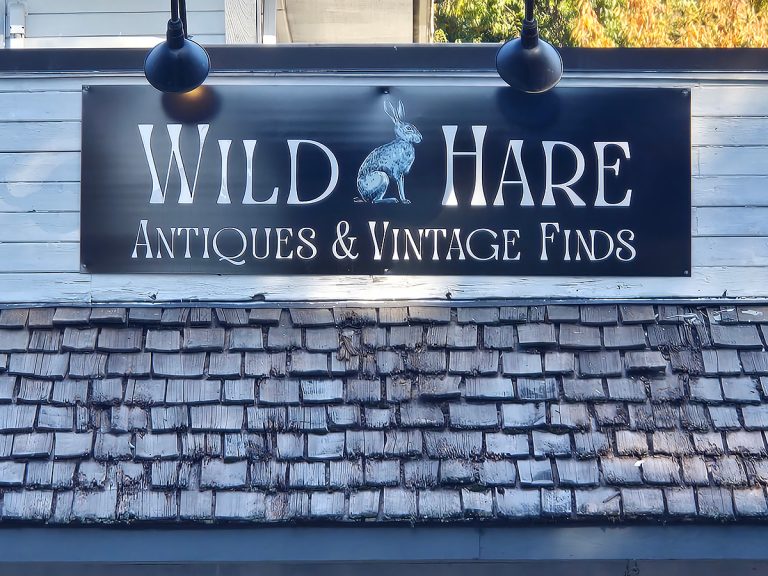 WILD HARE
ANTIQUES & VINTAGE FINDS